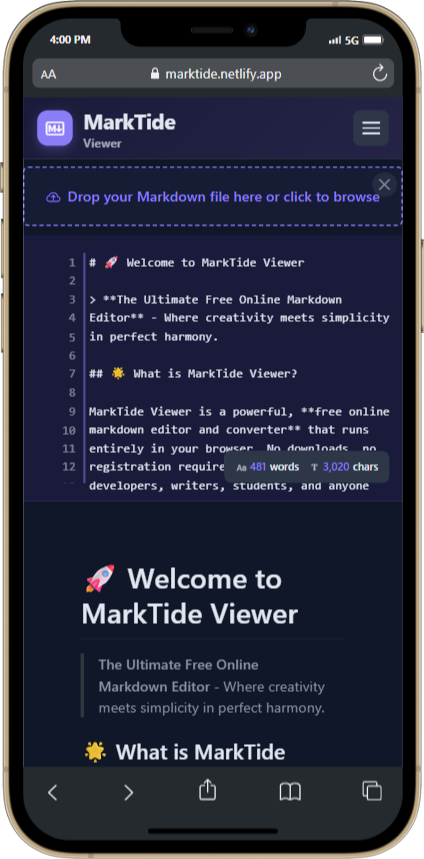 4:00 PM
5G
AA
marktide.netlify.app
M↓
MarkTide
Viewer
Drop your Markdown file here or click to browse
1 # 🚀 Welcome to MarkTide Viewer
2
3 > **The Ultimate Free Online Markdown
4 Editor** - Where creativity meets simplicity
5 in perfect harmony.
6
7 ## 🌟 What is MarkTide Viewer?
8
9 MarkTide Viewer is a powerful, **free online
10 markdown editor and converter** that runs
11 entirely in your browser. No downloads, no
12 registration require
developers, writers, students, and anyone
Aa 481 words T 3,020 chars
🚀 Welcome to
MarkTide Viewer
The Ultimate Free Online
Markdown Editor - Where creativity
meets simplicity in perfect harmony.
🌟 What is MarkTide